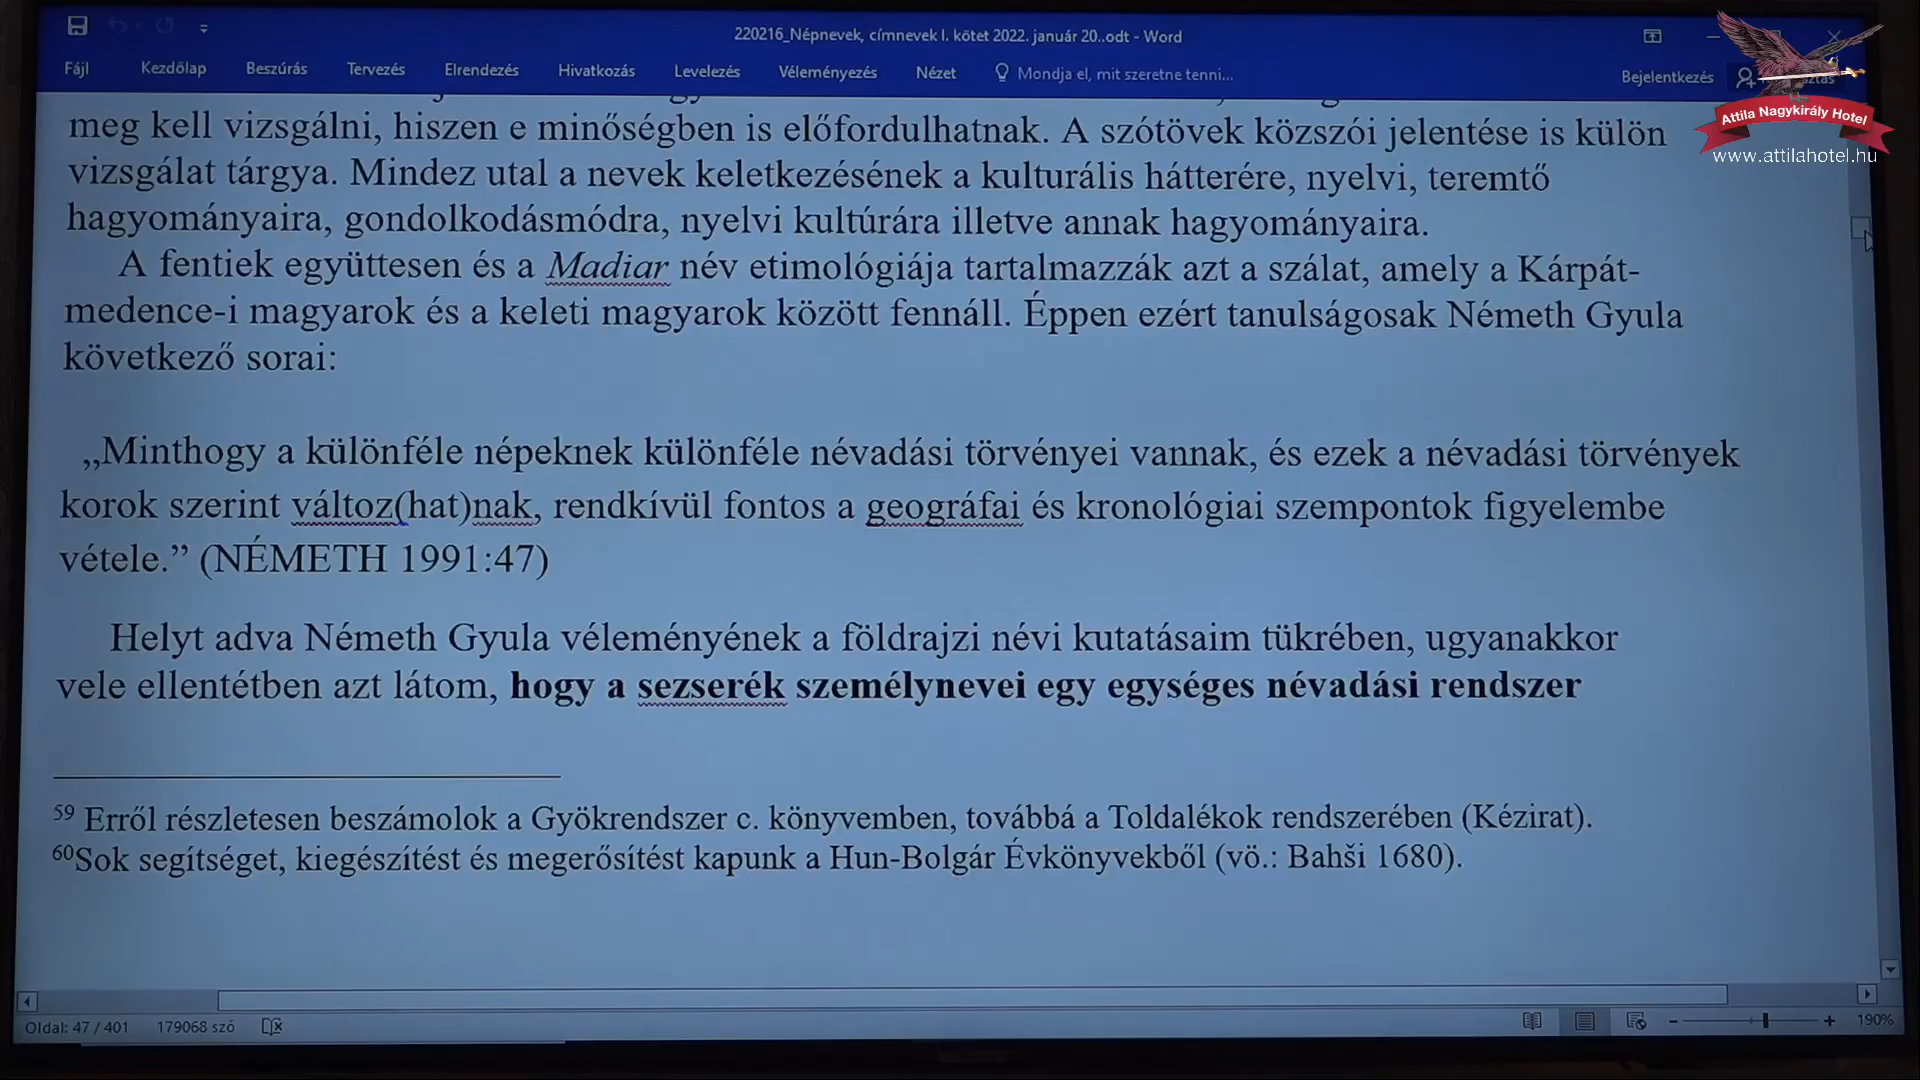 220216_Népnevek, címnevek I. kötet 2022. január 20..odt - Word
Fájl Kezdőlap Beszúrás Tervezés Elrendezés Hivatkozás Levelezés Véleményezés Nézet Mondja el, mit szeretne tenni... Bejelentkezés
Attila Nagykirály Hotel
www.attilahotel.hu
meg kell vizsgálni, hiszen e minőségben is előfordulhatnak. A szótövek közszói jelentése is külön
vizsgálat tárgya. Mindez utal a nevek keletkezésének a kulturális hátterére, nyelvi, teremtő
hagyományaira, gondolkodásmódra, nyelvi kultúrára illetve annak hagyományaira.
A fentiek együttesen és a Madiar név etimológiája tartalmazzák azt a szálat, amely a Kárpát-
medence-i magyarok és a keleti magyarok között fennáll. Éppen ezért tanulságosak Németh Gyula
következő sorai:
„Minthogy a különféle népeknek különféle névadási törvényei vannak, és ezek a névadási törvények
korok szerint változ(hat)nak, rendkívül fontos a geográfai és kronológiai szempontok figyelembe
vétele.” (NÉMETH 1991:47)
Helyt adva Németh Gyula véleményének a földrajzi névi kutatásaim tükrében, ugyanakkor
vele ellentétben azt látom, hogy a sezserék személynevei egy egységes névadási rendszer
59 Erről részletesen beszámolok a Gyökrendszer c. könyvemben, továbbá a Toldalékok rendszerében (Kézirat).
60Sok segítséget, kiegészítést és megerősítést kapunk a Hun-Bolgár Évkönyvekből (vö.: Bahši 1680).
Oldal: 47 / 401 179068 szó 190%